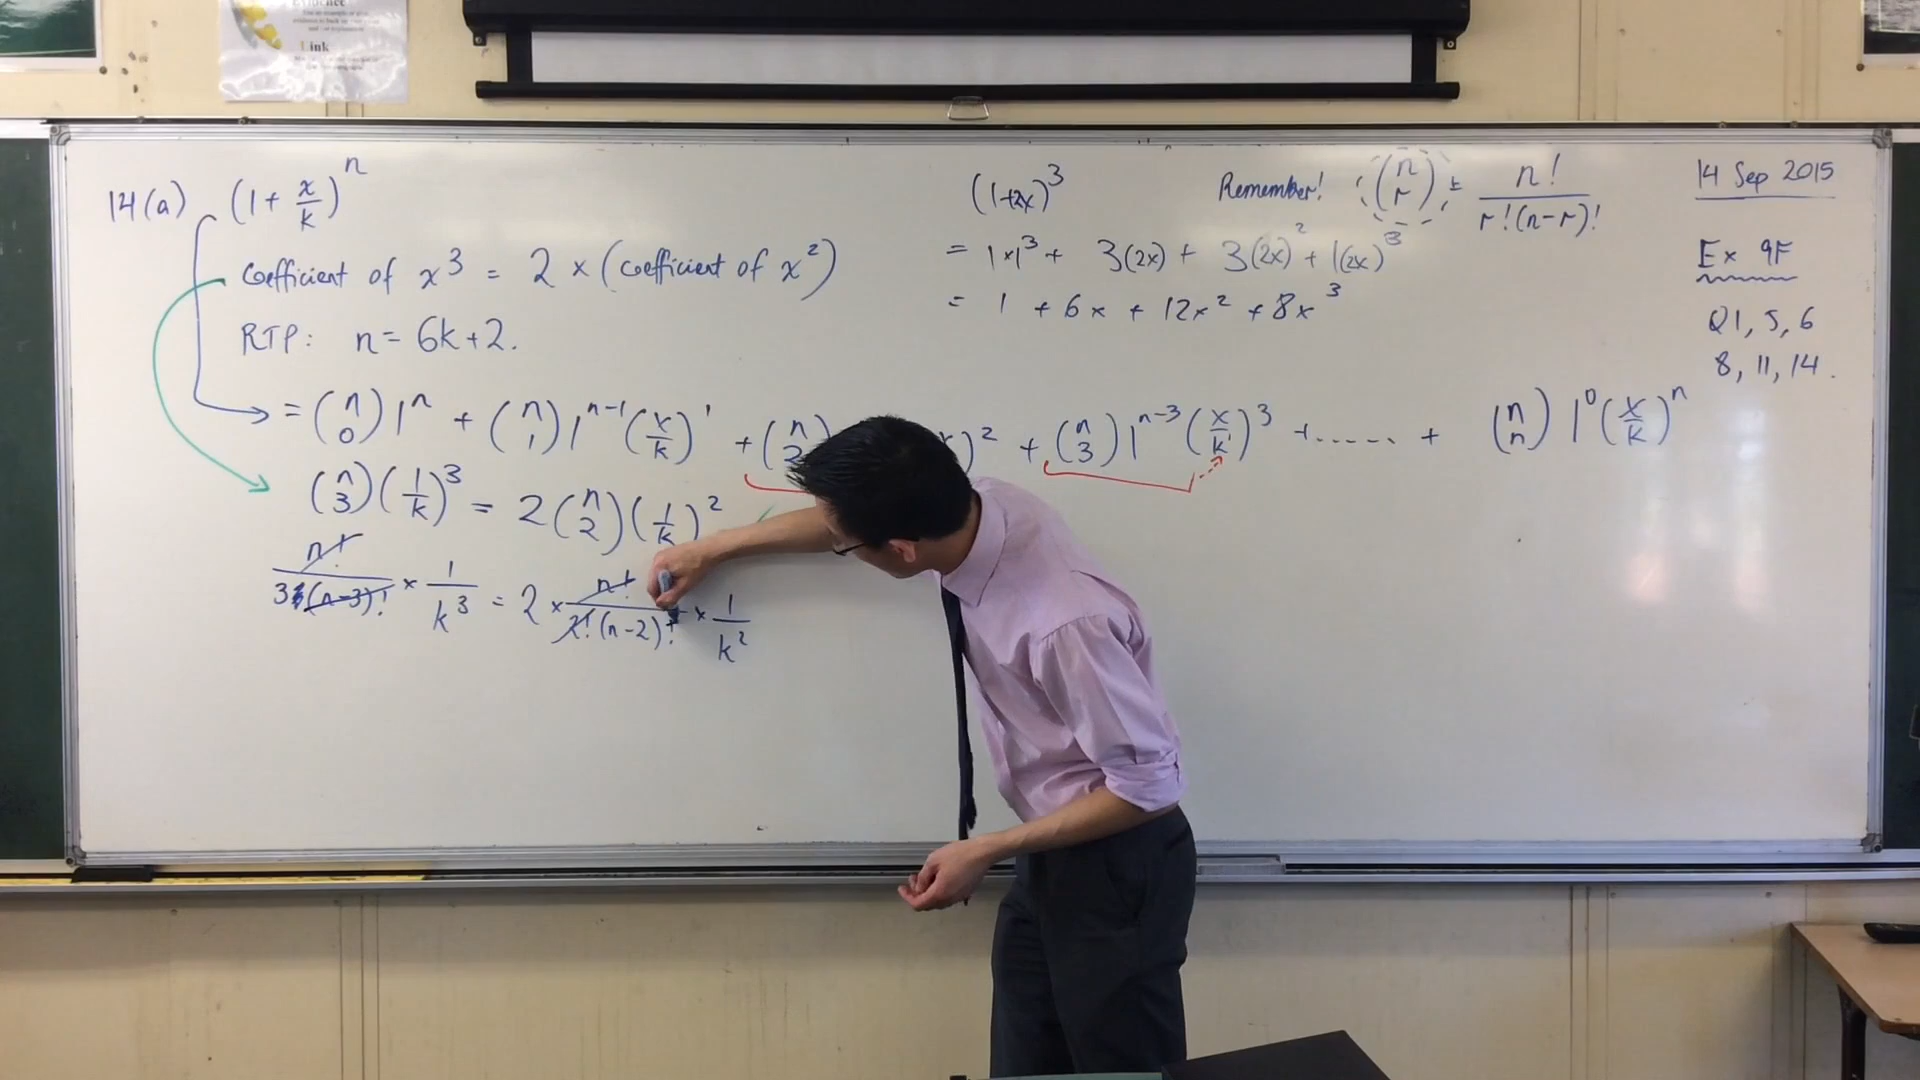 Evidence
Link
14(a) (1 + x/k)^n
Coefficient of x^3 = 2 × (coefficient of x^2)
RTP: n = 6k+2.
(1+2x)^3
= 1×1^3 + 3(2x) + 3(2x)^2 + 1(2x)^3
= 1 + 6x + 12x^2 + 8x^3
Remember! (n r) = n!/r!(n-r)!
14 Sep 2015
Ex 9F
Q1, 5, 6
8, 11, 14.
= (n 0) 1^n + (n 1) 1^{n-1} (x/k)^1 + (n 2) )^2 + (n 3) 1^{n-3} (x/k)^3 + ...... + (n n) 1^0 (x/k)^n
(n 3)(1/k)^3 = 2(n 2)(1/k)^2
n!/3!(n-3)! × 1/k^3 = 2 × n!/2!(n-2)! × 1/k^2